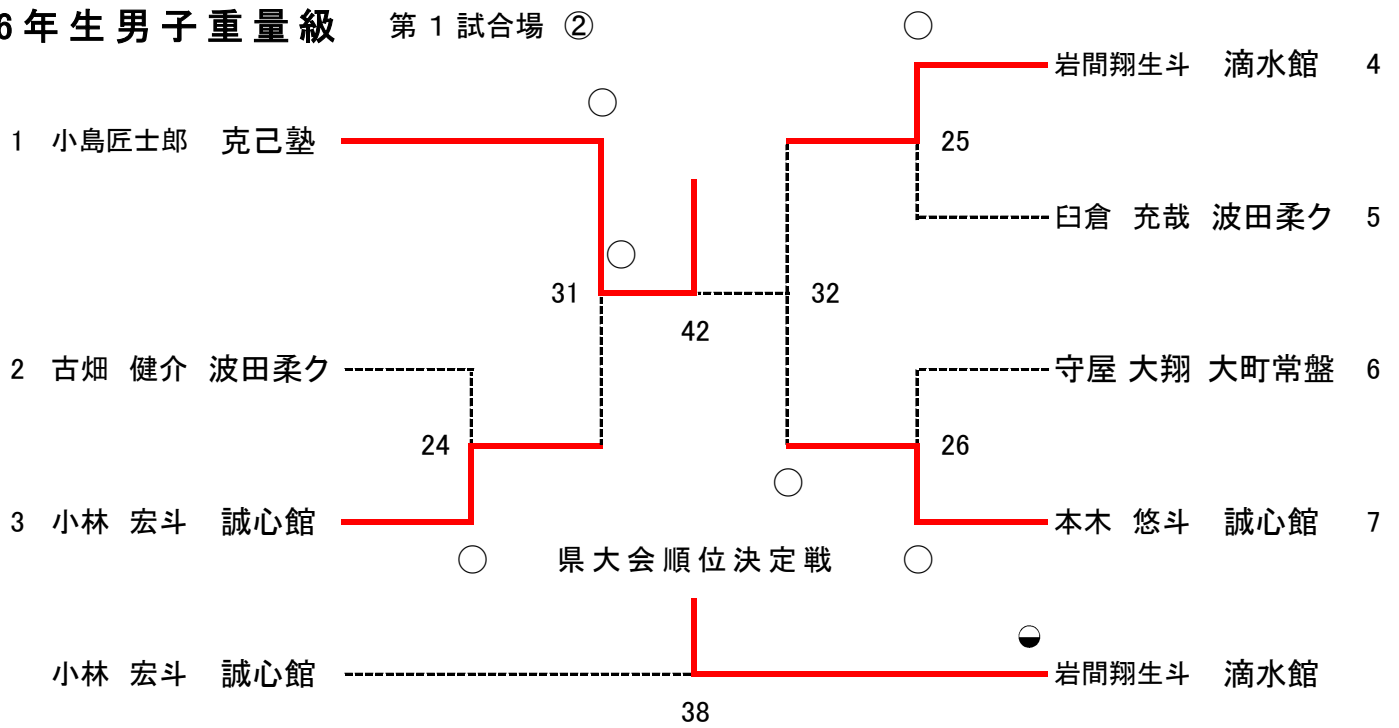 6年生男子重量級 第1試合場 ②
1 小島匠士郎 克己塾
2 古畑 健介 波田柔ク
3 小林 宏斗 誠心館
31
24
42
岩間翔生斗 滴水館 4
25
臼倉 充哉 波田柔ク 5
32
守屋 大翔 大町常盤 6
26
本木 悠斗 誠心館 7
県大会順位決定戦
小林 宏斗 誠心館
岩間翔生斗 滴水館
38